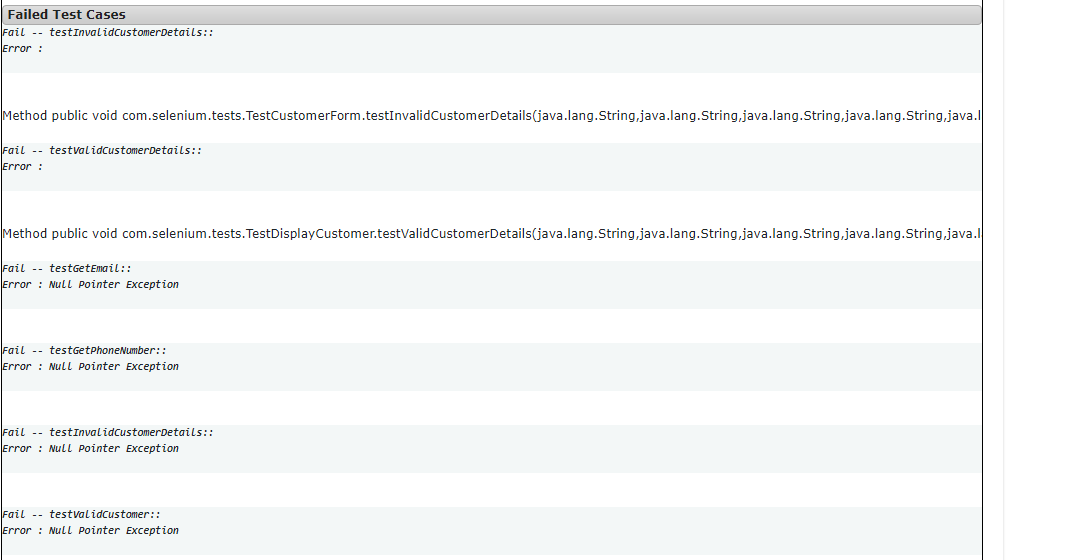 Failed Test Cases
Fail -- testInvalidCustomerDetails::
Error :
Method public void com.selenium.tests.TestCustomerForm.testInvalidCustomerDetails(java.lang.String,java.lang.String,java.lang.String,java.lang.String,java.l
Fail -- testValidCustomerDetails::
Error :
Method public void com.selenium.tests.TestDisplayCustomer.testValidCustomerDetails(java.lang.String,java.lang.String,java.lang.String,java.lang.String,java.l
Fail -- testGetEmail::
Error : Null Pointer Exception
Fail -- testGetPhoneNumber::
Error : Null Pointer Exception
Fail -- testInvalidCustomerDetails::
Error : Null Pointer Exception
Fail -- testValidCustomer::
Error : Null Pointer Exception